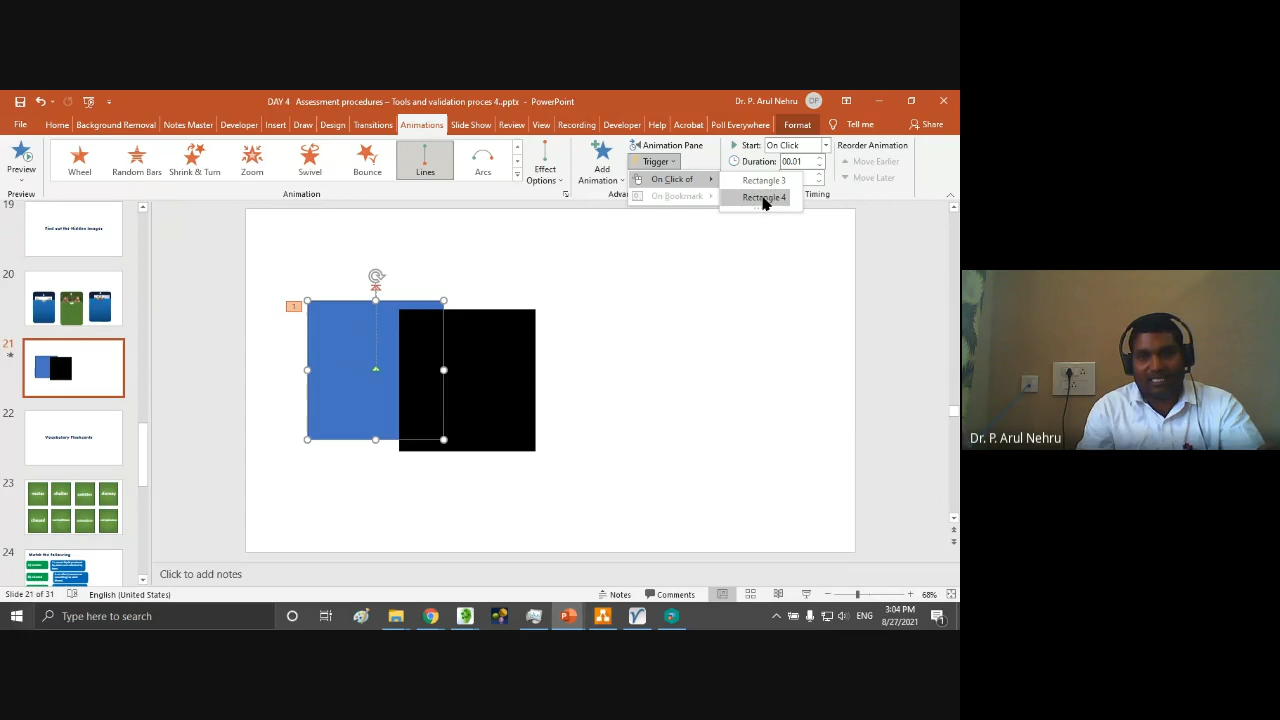 DAY 4 Assessment procedures – Tools and validation proces 4..pptx - PowerPoint
Dr. P. Arul Nehru DP
File Home Background Removal Notes Master Developer Insert Draw Design Transitions Animations Slide Show Review View Recording Developer Help Acrobat Poll Everywhere Format Tell me Share
Preview
Wheel Random Bars Shrink & Turn Zoom Swivel Bounce Lines Arcs
Effect Options
Add Animation
Animation Pane
Trigger
On Click of
On Bookmark
Rectangle 3
Rectangle 4
Start: On Click
Duration: 00.01
Reorder Animation
Move Earlier
Move Later
Preview Animation Timing
19
Find out the Hidden Images
20
21
22
Vocabulary Flashcards
23
24
Match the following
1
Click to add notes
Slide 21 of 31 English (United States) Notes Comments 68%
Type here to search
ENG
3:04 PM
8/27/2021
1
Dr. P. Arul Nehru